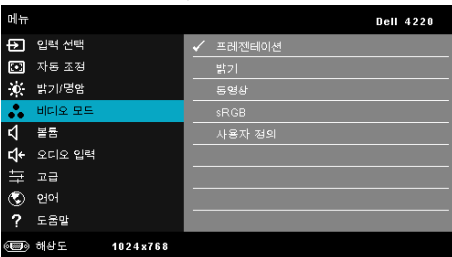 메뉴 Dell 4220
입력 선택
자동 조정
밝기/명암
비디오 모드
볼륨
오디오 입력
고급
언어
? 도움말
해상도 1024x768
✓ 프레젠테이션
밝기
동영상
sRGB
사용자 정의